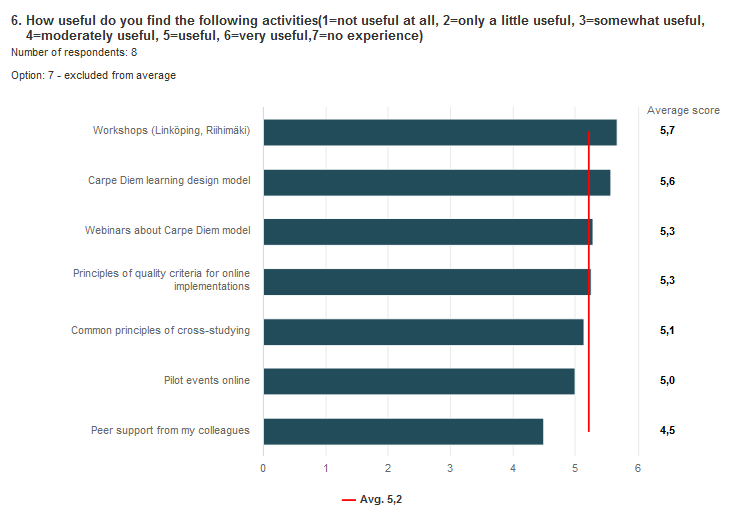 6. How useful do you find the following activities(1=not useful at all, 2=only a little useful, 3=somewhat useful,
4=moderately useful, 5=useful, 6=very useful,7=no experience)
Number of respondents: 8
Option: 7 - excluded from average
Average score
Workshops (Linköping, Riihimäki) 5,7
Carpe Diem learning design model 5,6
Webinars about Carpe Diem model 5,3
Principles of quality criteria for online
implementations 5,3
Common principles of cross-studying 5,1
Pilot events online 5,0
Peer support from my colleagues 4,5
0 1 2 3 4 5 6
Avg. 5,2